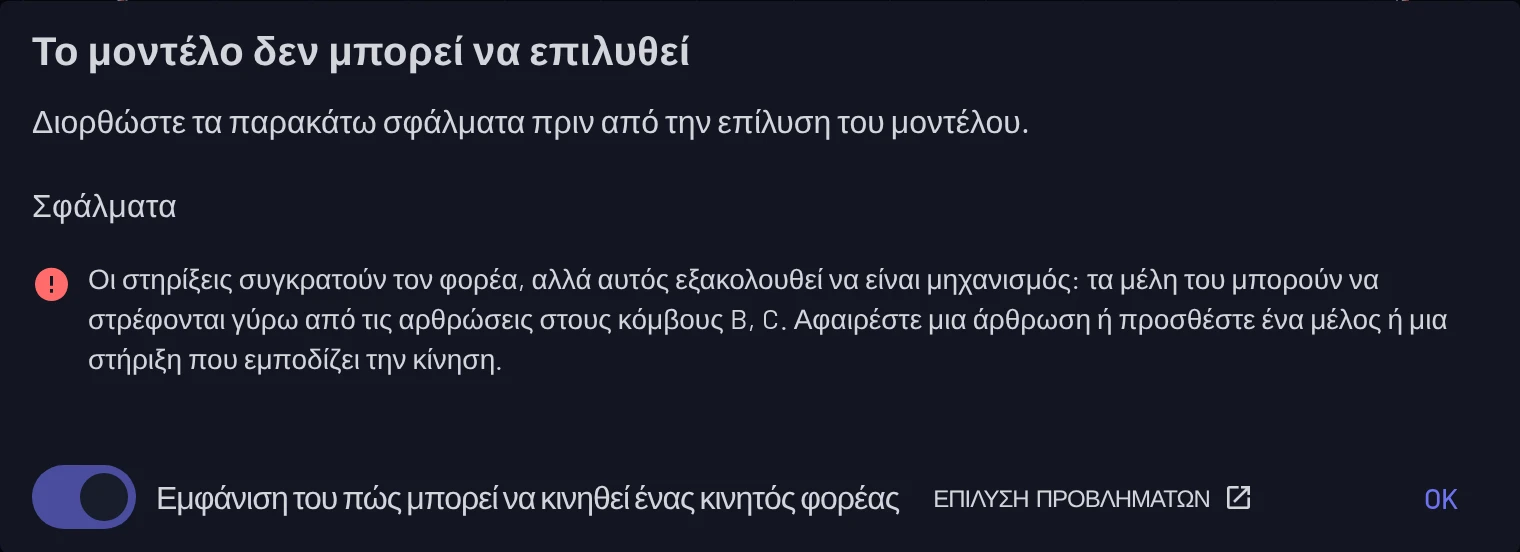 Το μοντέλο δεν μπορεί να επιλυθεί
Διορθώστε τα παρακάτω σφάλματα πριν από την επίλυση του μοντέλου.
Σφάλματα
Οι στηρίξεις συγκρατούν τον φορέα, αλλά αυτός εξακολουθεί να είναι μηχανισμός: τα μέλη του μπορούν να
στρέφονται γύρω από τις αρθρώσεις στους κόμβους B, C. Αφαιρέστε μια άρθρωση ή προσθέστε ένα μέλος ή μια
στήριξη που εμποδίζει την κίνηση.
Εμφάνιση του πώς μπορεί να κινηθεί ένας κινητός φορέας ΕΠΙΛΥΣΗ ΠΡΟΒΛΗΜΑΤΩΝ OK